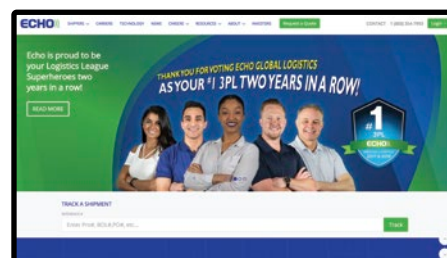 ECHO
SHIPPERS CARRIERS TECHNOLOGY NEWS CAREERS RESOURCES ABOUT INVESTORS Request a Quote CONTACT Login
Echo is proud to be
your Logistics League
Superheroes two
years in a row!
READ MORE
THANK YOU FOR VOTING ECHO GLOBAL LOGISTICS
AS YOUR #1 3PL TWO YEARS IN A ROW!
#1
3PL
ECHO
TRACK A SHIPMENT
Track